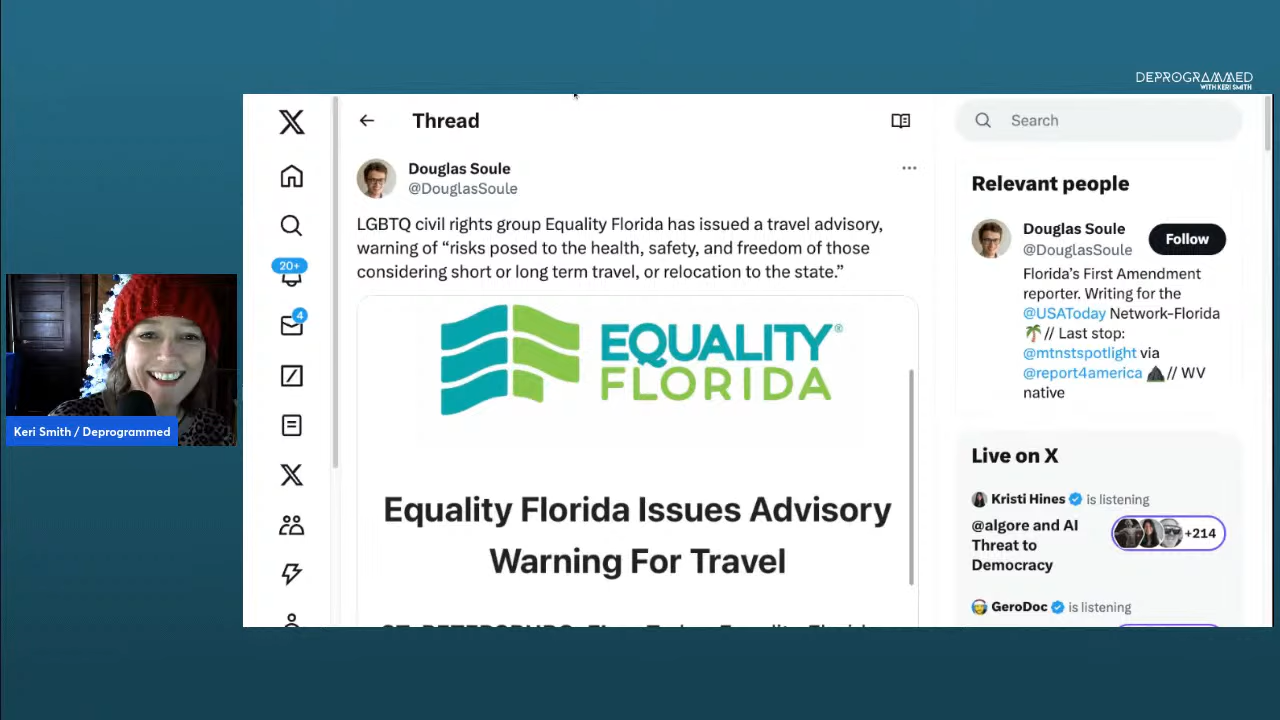 DEPROGRAMMED
WITH KERI SMITH
Thread
Search
Douglas Soule
@DouglasSoule
LGBTQ civil rights group Equality Florida has issued a travel advisory,
warning of “risks posed to the health, safety, and freedom of those
considering short or long term travel, or relocation to the state.”
EQUALITY
FLORIDA®
Equality Florida Issues Advisory
Warning For Travel
20+
4
Keri Smith / Deprogrammed
Relevant people
Douglas Soule
@DouglasSoule
Follow
Florida’s First Amendment
reporter. Writing for the
@USAToday Network-Florida
// Last stop:
@mtnstspotlight via
@report4america // WV
native
Live on X
Kristi Hines is listening
@algore and AI
Threat to
Democracy
+214
GeroDoc is listening